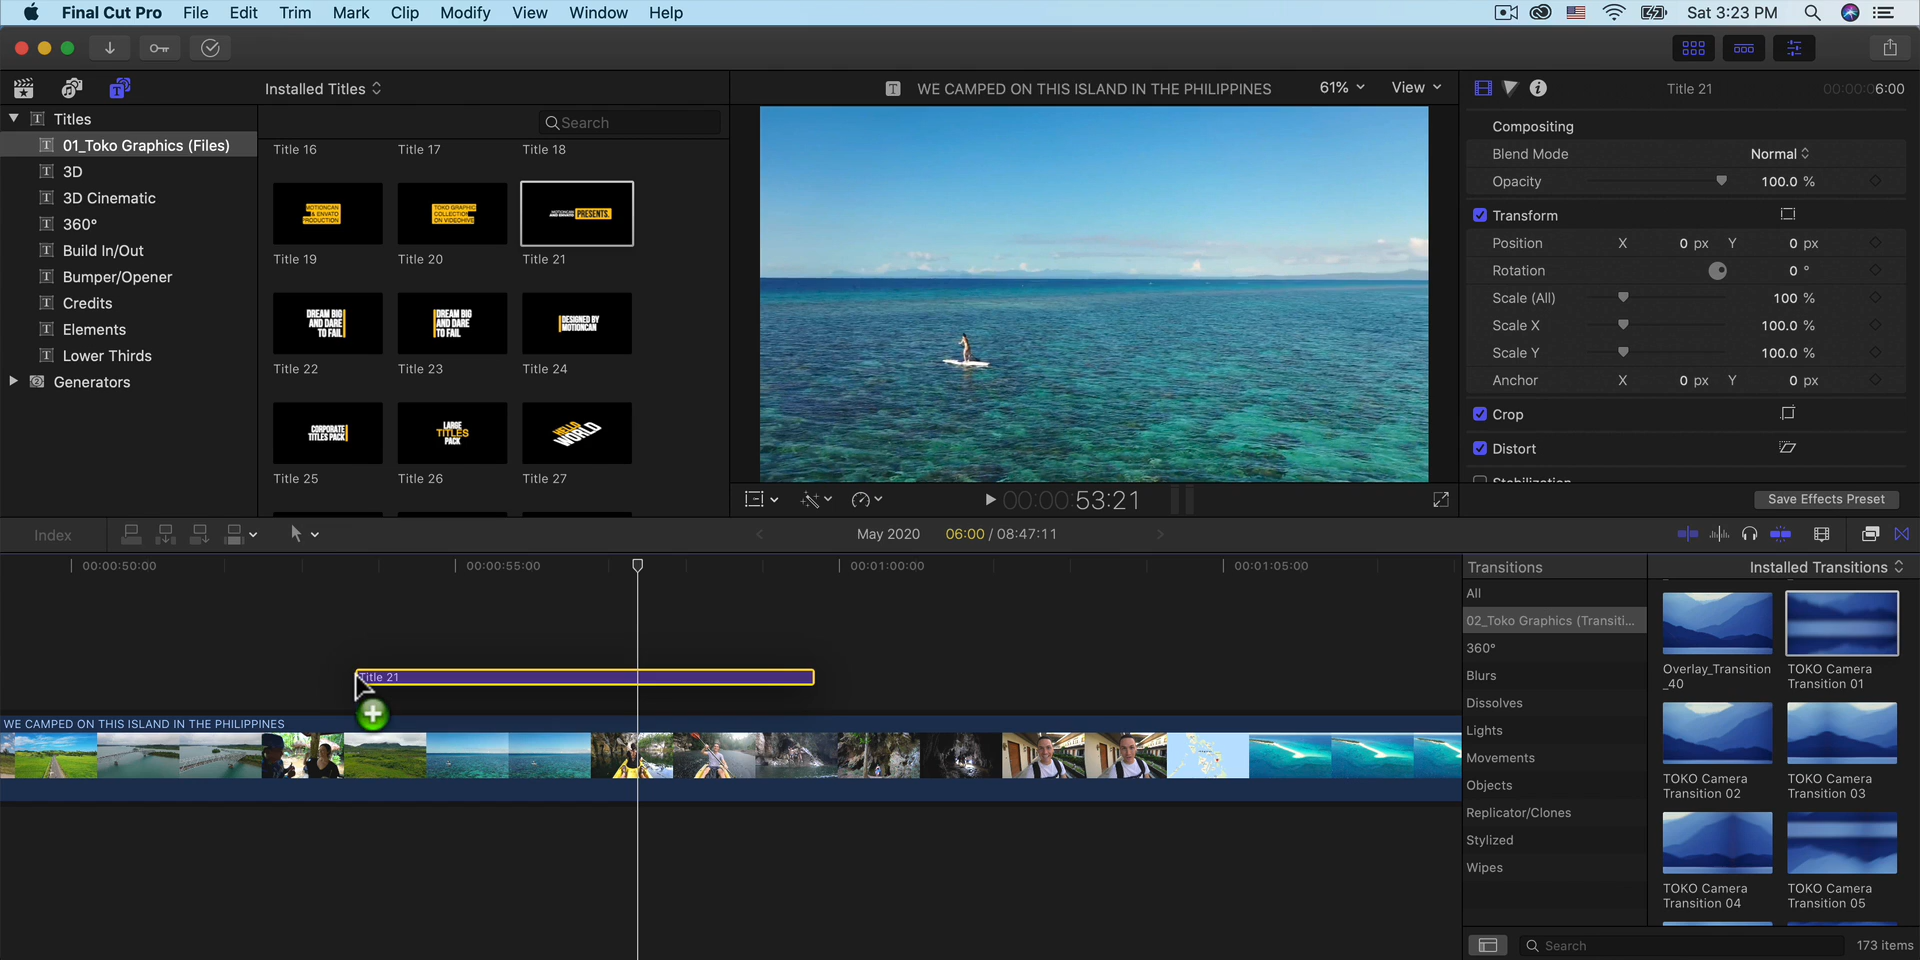 Final Cut Pro File Edit Trim Mark Clip Modify View Window Help Sat 3:23 PM
Installed Titles
Titles
01_Toko Graphics (Files)
3D
3D Cinematic
360°
Build In/Out
Bumper/Opener
Credits
Elements
Lower Thirds
Generators
Search
Title 16 Title 17 Title 18
MOTIONCAN
& ENVATO
PRODUCTION
TOKO GRAPHIC
COLLECTION
ON VIDEOHIVE
MOTIONCAN
AND ENVATO PRESENTS.
Title 19 Title 20 Title 21
DREAM BIG
AND DARE
TO FAIL
DREAM BIG
AND DARE
TO FAIL
DESIGNED BY
MOTIONCAN
Title 22 Title 23 Title 24
CORPORATE
TITLES PACK
LARGE
TITLES
PACK
HELLO
WORLD
Title 25 Title 26 Title 27
WE CAMPED ON THIS ISLAND IN THE PHILIPPINES 61% View
00:00:53:21
Title 21 00:00:06:00
Compositing
Blend Mode Normal
Opacity 100.0 %
Transform
Position X 0 px Y 0 px
Rotation 0 °
Scale (All) 100 %
Scale X 100.0 %
Scale Y 100.0 %
Anchor X 0 px Y 0 px
Crop
Distort
Stabilization
Save Effects Preset
Index May 2020 06:00 / 08:47:11
00:00:50:00 00:00:55:00 00:01:00:00 00:01:05:00
Title 21
WE CAMPED ON THIS ISLAND IN THE PHILIPPINES
Transitions Installed Transitions
All
02_Toko Graphics (Transiti...
360°
Blurs
Dissolves
Lights
Movements
Objects
Replicator/Clones
Stylized
Wipes
Overlay_Transition
_40
TOKO Camera
Transition 01
TOKO Camera
Transition 02
TOKO Camera
Transition 03
TOKO Camera
Transition 04
TOKO Camera
Transition 05
Search 173 items